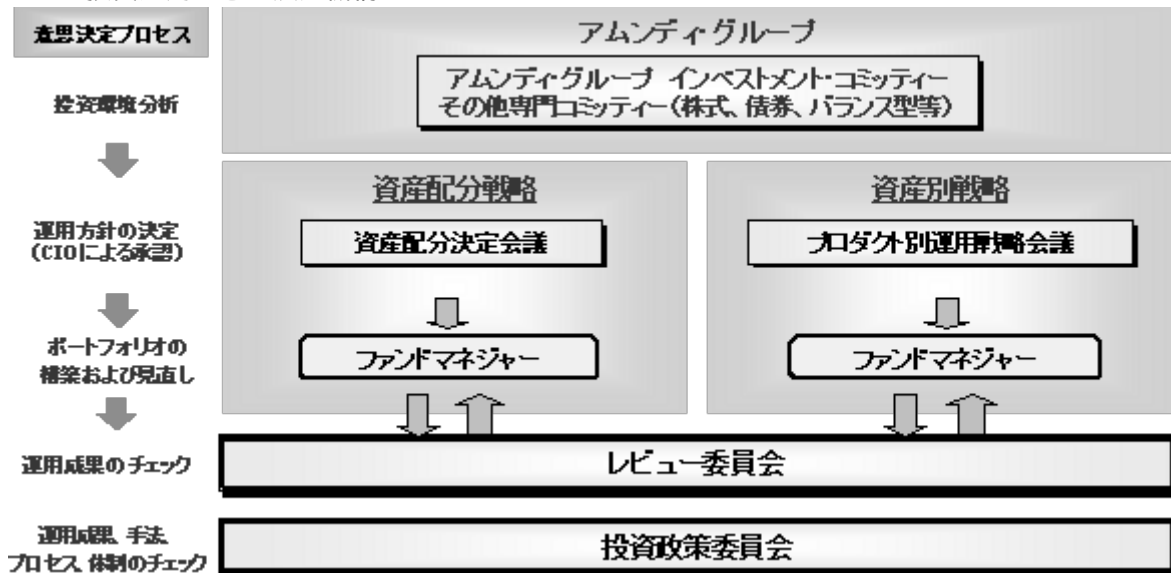 意思決定プロセス
アムンディ・グループ
アムンディ・グループ インベストメント・コミッティー
その他専門コミッティー(株式、債券、バランス型等)
投資環境分析
資産配分戦略
資産別戦略
運用方針の決定
(CIOによる承認)
資産配分決定会議
プロダクト別運用戦略会議
ポートフォリオの
構築および見直し
ファンドマネジャー
ファンドマネジャー
運用成果のチェック
レビュー委員会
運用成果、手法、
プロセス、体制のチェック
投資政策委員会